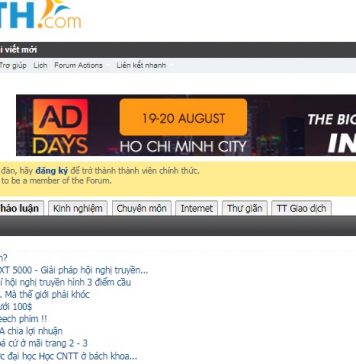 TH.com
i viết mới
Trợ giúp Lịch Forum Actions Liên kết nhanh
AD DAYS
19-20 AUGUST
HO CHI MINH CITY
THE BIG
IN
đàn, hãy đăng ký để trở thành thành viên chính thức.
to be a member of the Forum.
hảo luận Kinh nghiệm Chuyên môn Internet Thư giãn TT Giao dịch
n?
XT 5000 - Giải pháp hội nghị truyền...
í hội nghị truyền hình 3 điểm cầu
. Mà thế giới phải khóc
ưới 100$
eech phim !!
A chia lợi nhuận
á cứ ở mãi trang 2 - 3
ức đại học Học CNTT ở bách khoa...